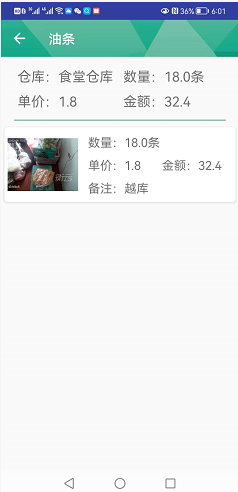 36% 6:01
油条
仓库：食堂仓库 数量：18.0条
单价：1.8 金额：32.4
数量：18.0条
单价：1.8 金额：32.4
备注：越库